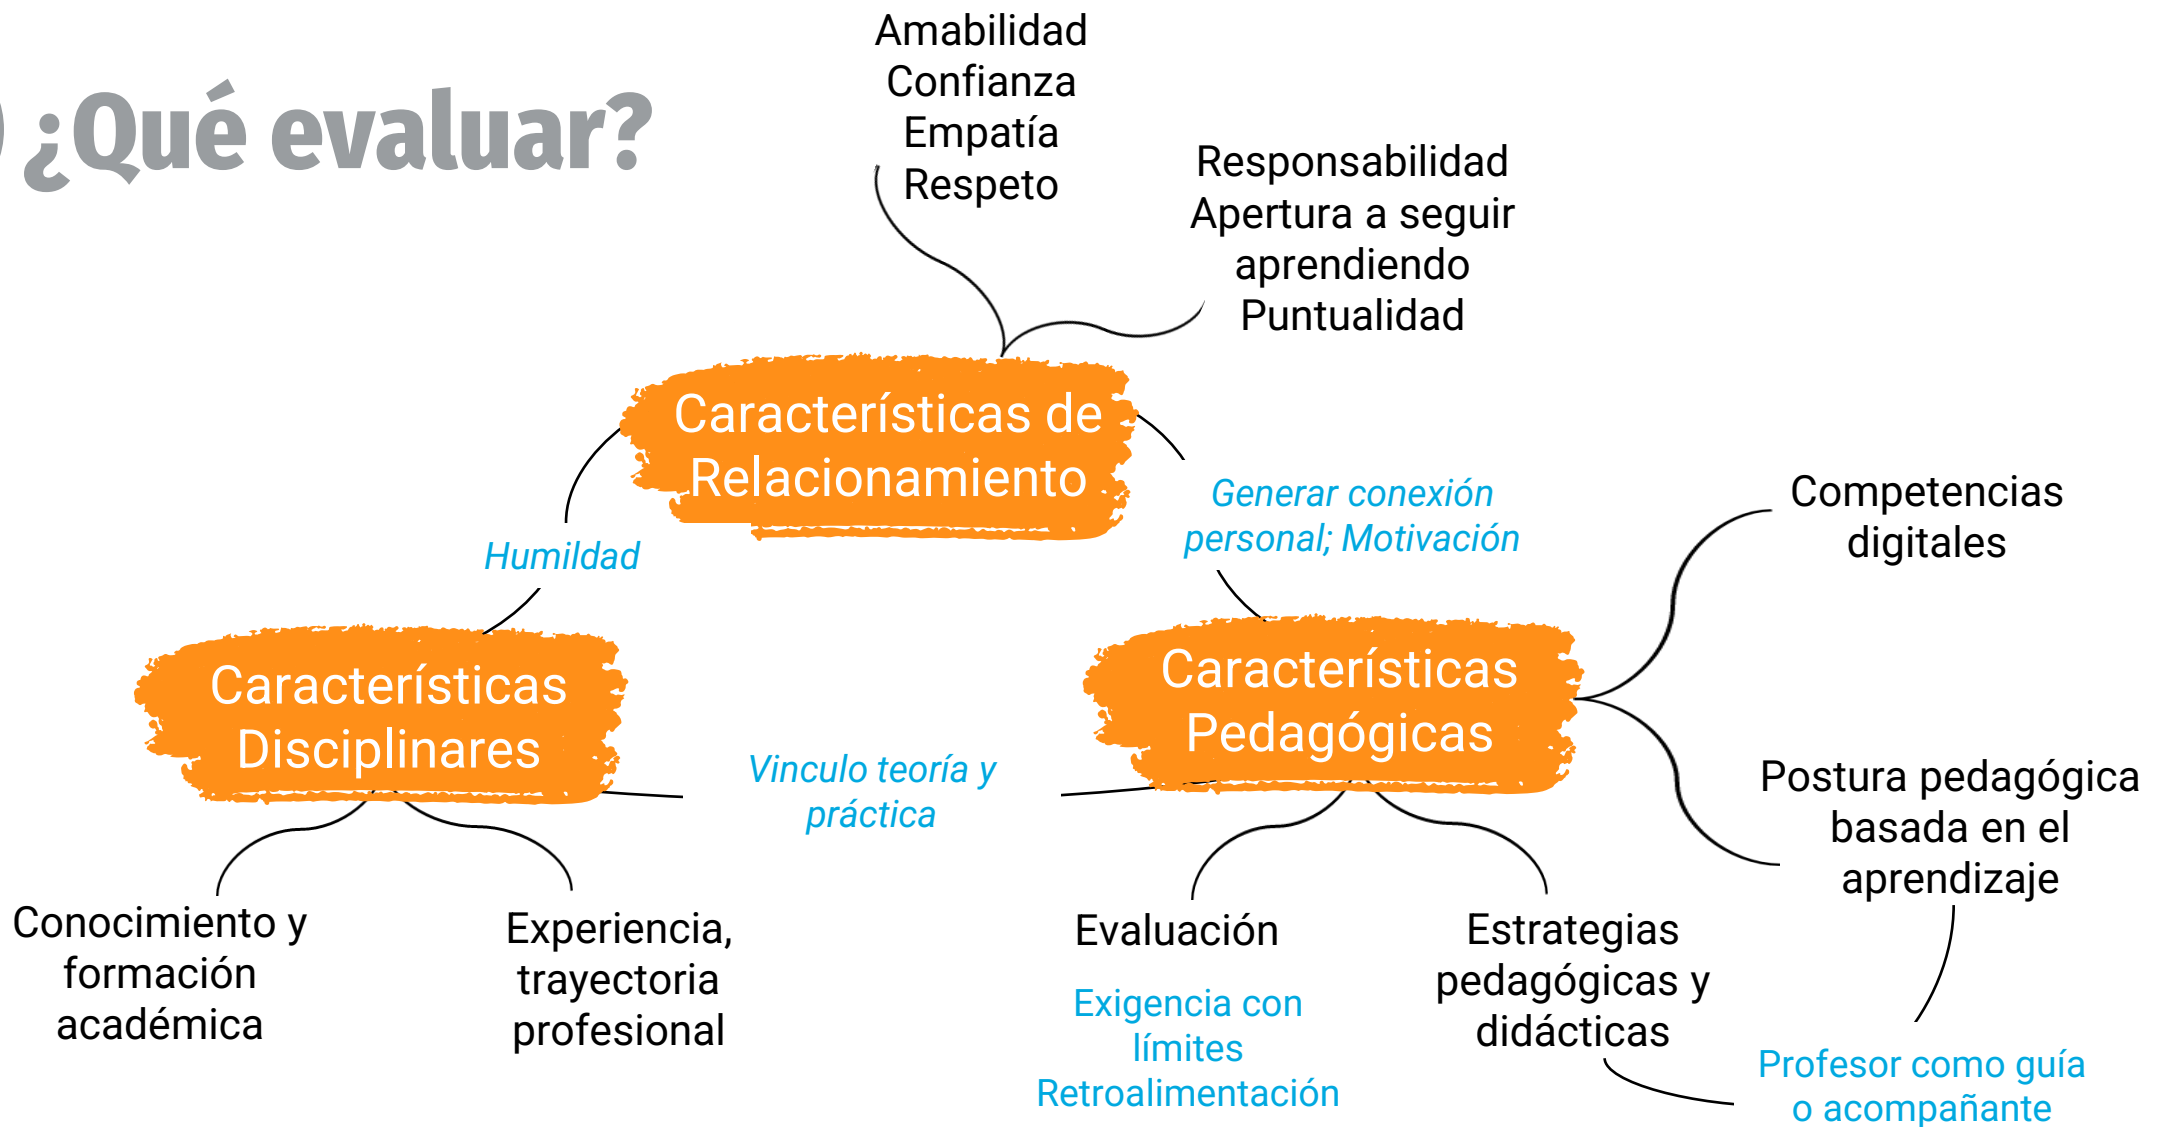 ¿Qué evaluar?
Amabilidad
Confianza
Empatía
Respeto
Responsabilidad
Apertura a seguir
aprendiendo
Puntualidad
Características de
Relacionamiento
Humildad
Generar conexión
personal; Motivación
Competencias
digitales
Características
Disciplinares
Vinculo teoría y
práctica
Características
Pedagógicas
Postura pedagógica
basada en el
aprendizaje
Conocimiento y
formación
académica
Experiencia,
trayectoria
profesional
Evaluación
Exigencia con
límites
Retroalimentación
Estrategias
pedagógicas y
didácticas
Profesor como guía
o acompañante